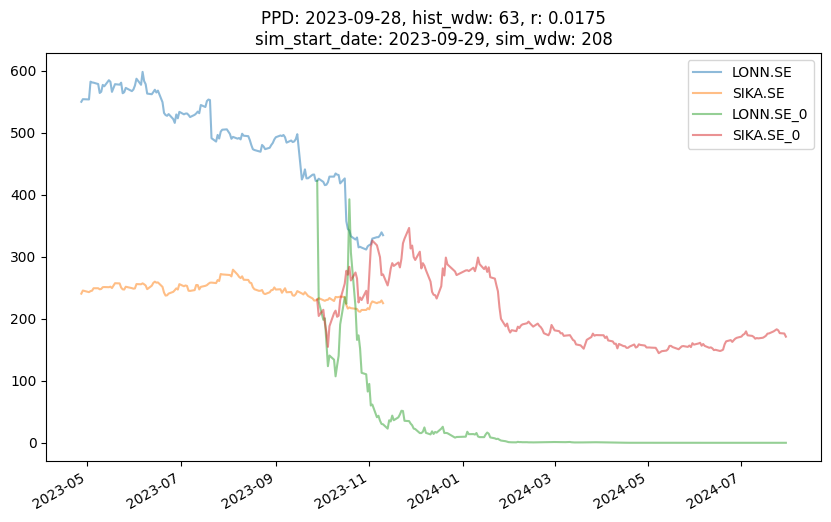 PPD: 2023-09-28, hist_wdw: 63, r: 0.0175
sim_start_date: 2023-09-29, sim_wdw: 208
LONN.SE
SIKA.SE
LONN.SE_0
SIKA.SE_0
600
500
400
300
200
100
0
2023-05
2023-07
2023-09
2023-11
2024-01
2024-03
2024-05
2024-07